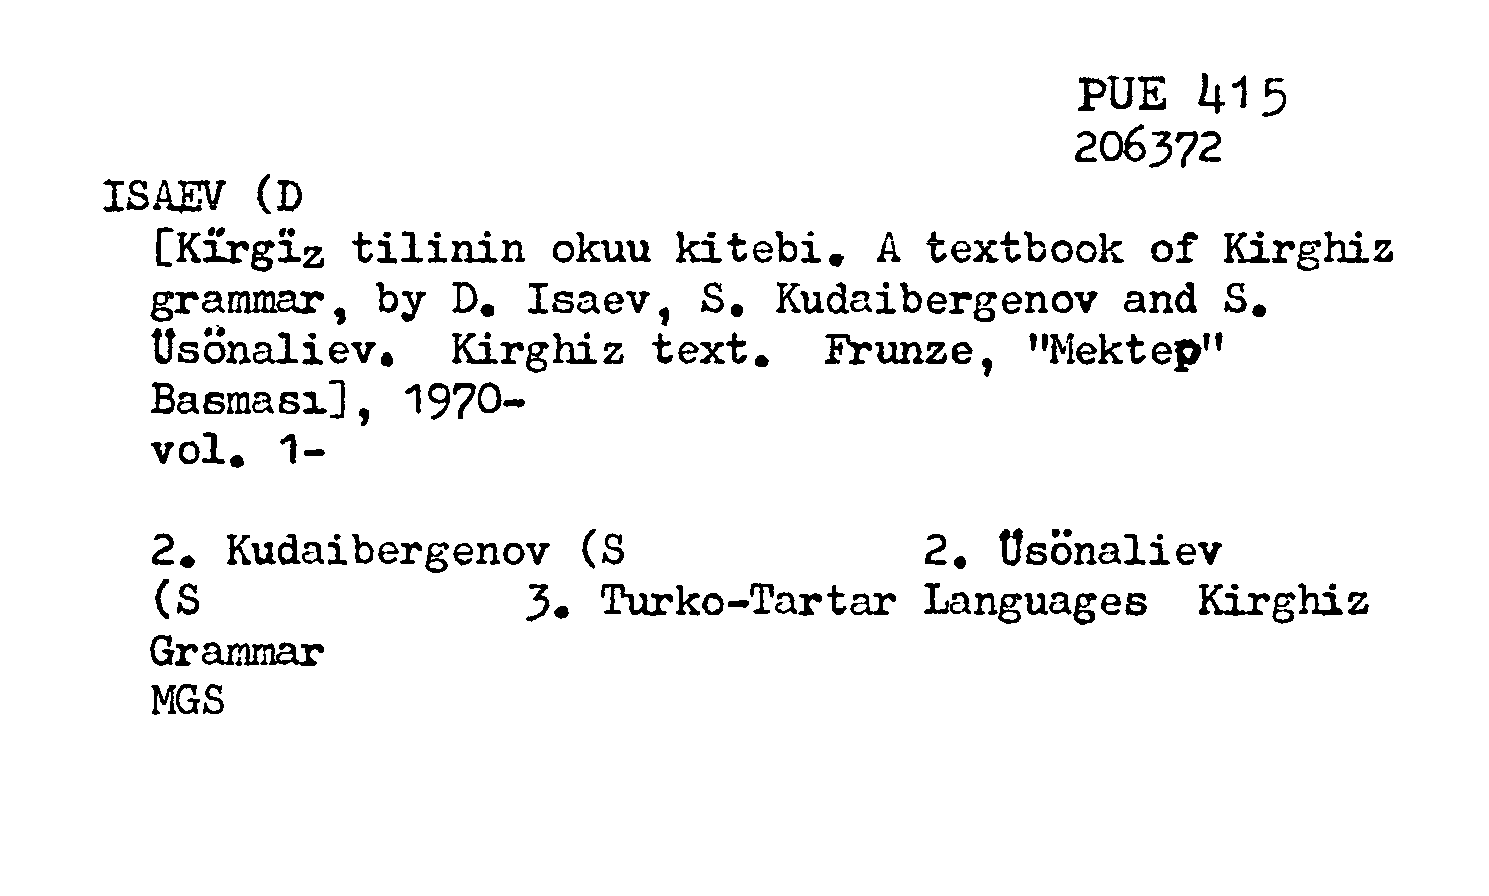 PUE 415
206372
ISAEV (D
[Kïrgïz tilinin okuu kitebi. A textbook of Kirghiz
grammar, by D. Isaev, S. Kudaibergenov and S.
Üsönaliev. Kirghiz text. Frunze, "Mektep"
Basması], 1970-
vol. 1-
2. Kudaibergenov (S 2. Üsönaliev
(S 3. Turko-Tartar Languages Kirghiz
Grammar
MGS